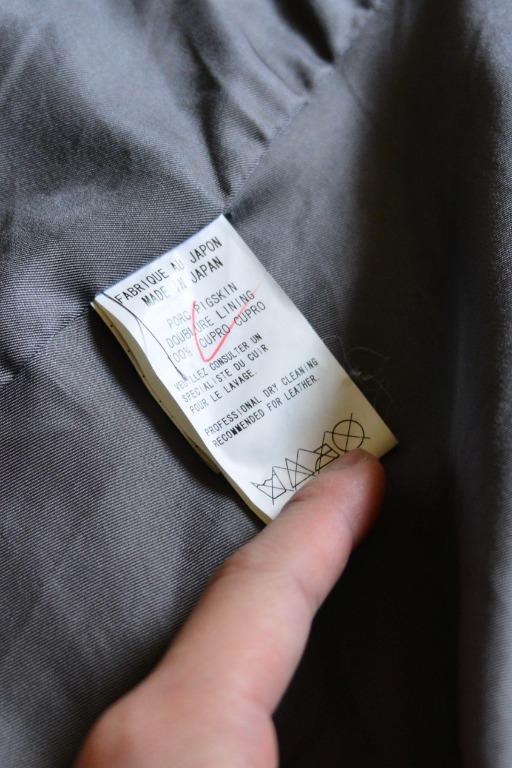 FABRIQUE AU JAPON
MADE IN JAPAN
PORC PIGSKIN
DOUBLURE LINING
00% CUPRO CUPRO
VEUILLEZ CONSULTER UN
SPECIALISTE DU CUIR
POUR LE LAVAGE.
PROFESSIONAL DRY CLEANING
RECOMMENDED FOR LEATHER.